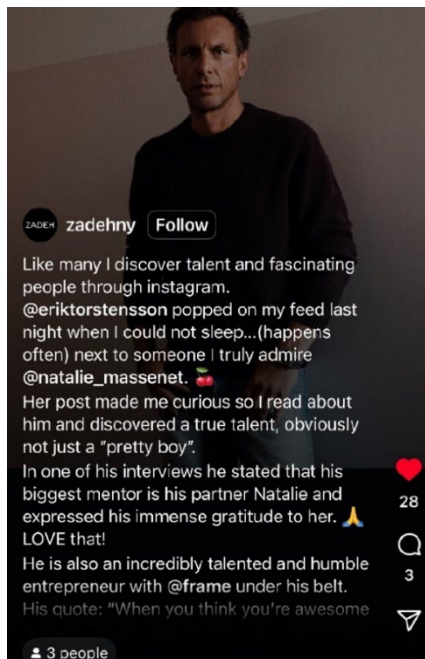 ZADEH
zadehny Follow
Like many I discover talent and fascinating
people through instagram.
@eriktorstensson popped on my feed last
night when I could not sleep...(happens
often) next to someone I truly admire
@natalie_massenet. 🍒
Her post made me curious so I read about
him and discovered a true talent, obviously
not just a “pretty boy”.
In one of his interviews he stated that his
biggest mentor is his partner Natalie and
expressed his immense gratitude to her. 🙏
LOVE that!
He is also an incredibly talented and humble
entrepreneur with @frame under his belt.
His quote: “When you think you’re awesome
28
3
3 people